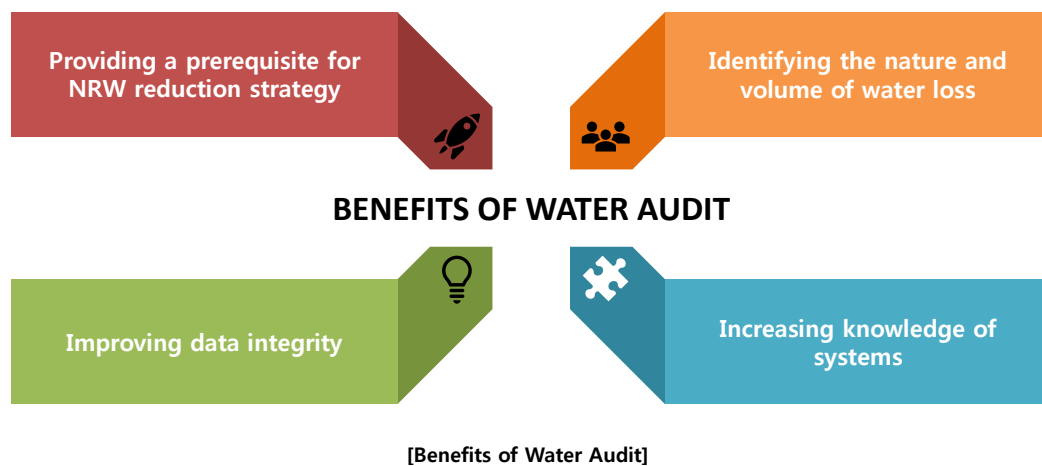 Providing a prerequisite for
NRW reduction strategy
Identifying the nature and
volume of water loss
BENEFITS OF WATER AUDIT
Improving data integrity
Increasing knowledge of
systems
[Benefits of Water Audit]